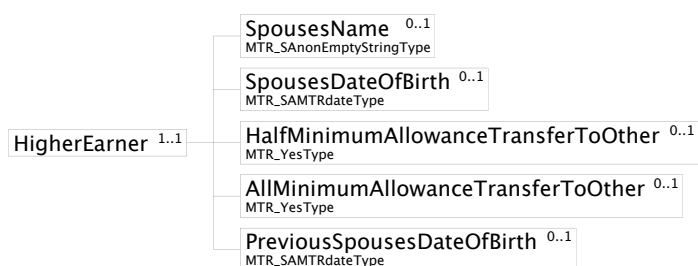 SpousesName 0..1
MTR_SAnonEmptyStringType
SpousesDateOfBirth 0..1
MTR_SAMTRdateType
HigherEarner 1..1
HalfMinimumAllowanceTransferToOther 0..1
MTR_YesType
AllMinimumAllowanceTransferToOther 0..1
MTR_YesType
PreviousSpousesDateOfBirth 0..1
MTR_SAMTRdateType